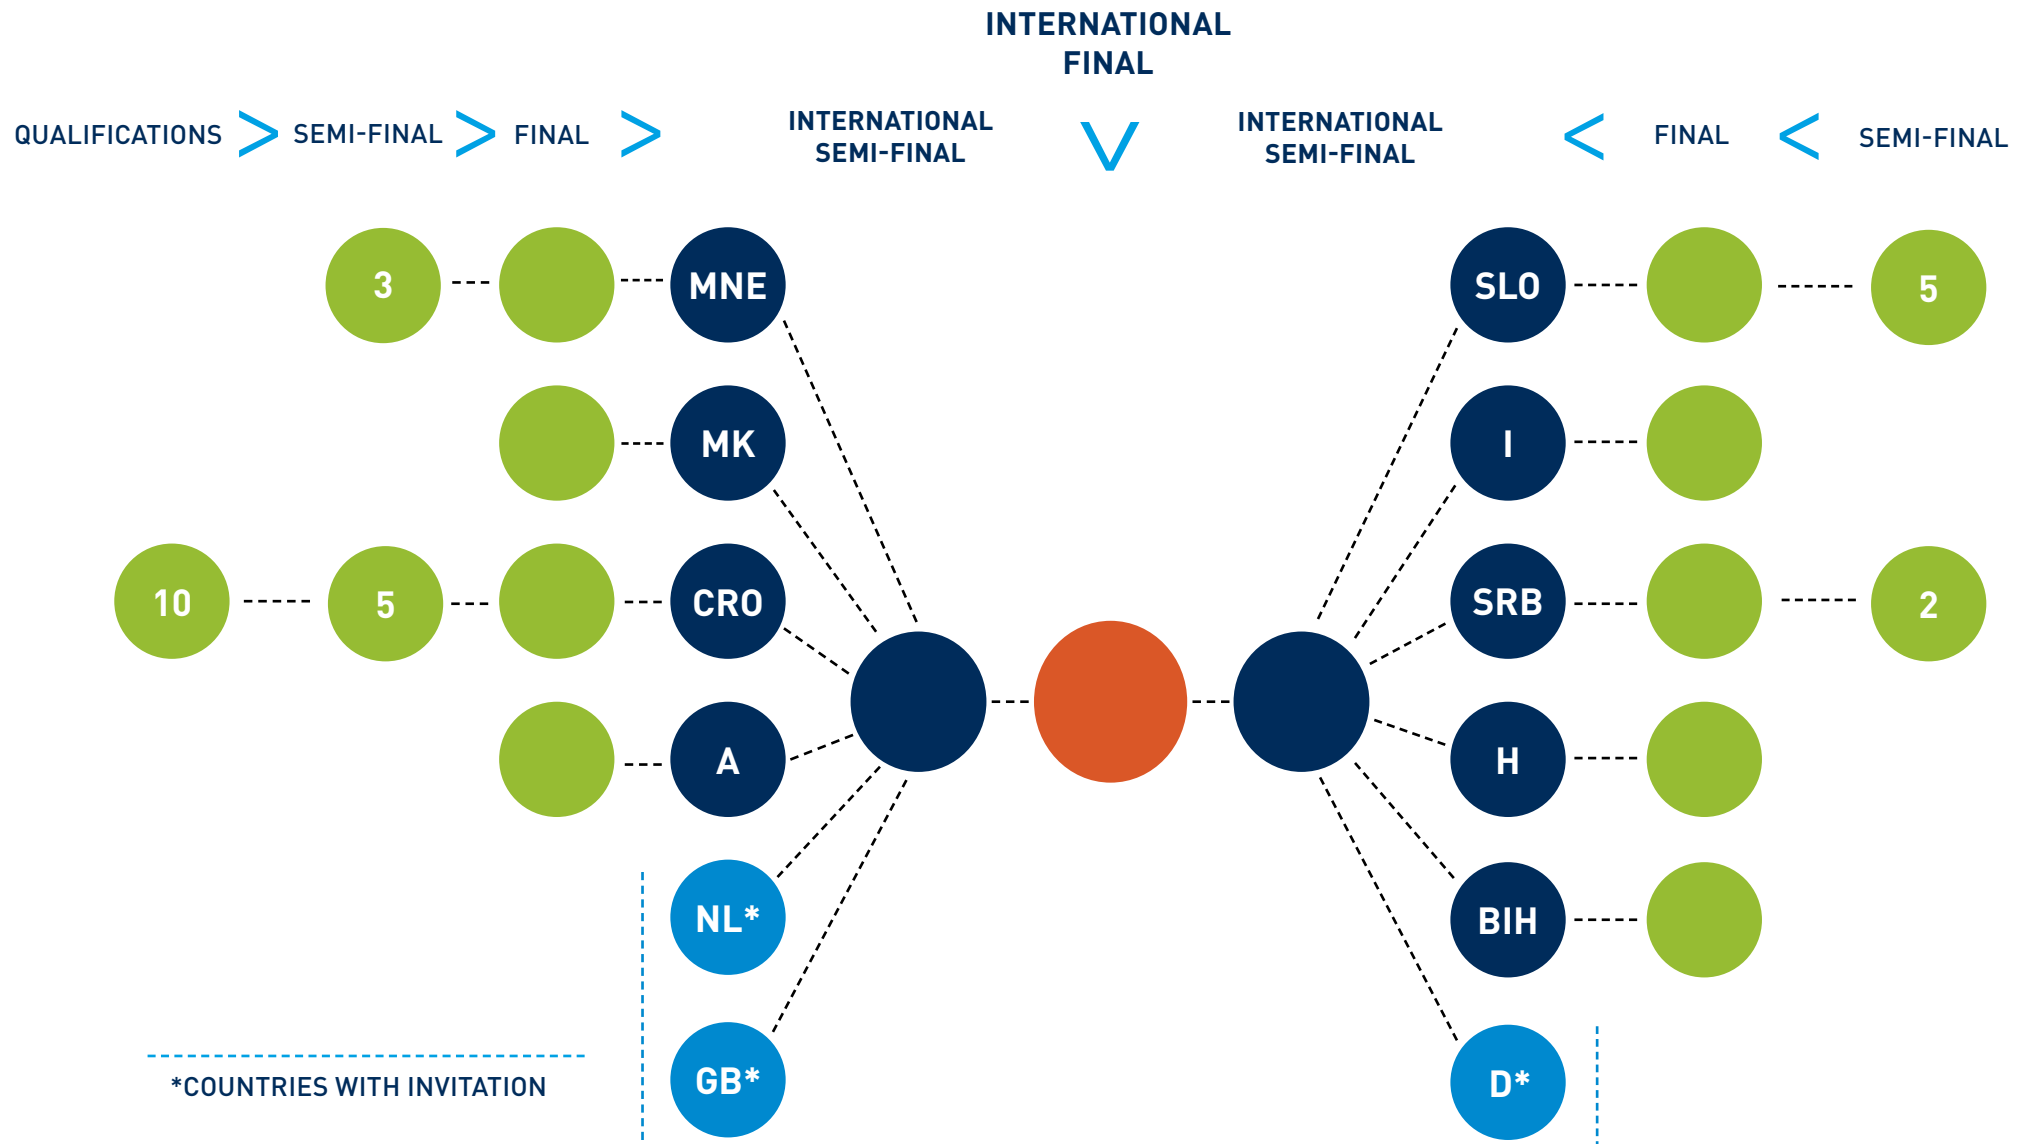 INTERNATIONAL
FINAL
QUALIFICATIONS > SEMI-FINAL > FINAL >
INTERNATIONAL
SEMI-FINAL
INTERNATIONAL
SEMI-FINAL
< FINAL < SEMI-FINAL
3 MNE SLO 5
MK I
10 5 CRO SRB 2
A H
NL* BIH
GB* D*
*COUNTRIES WITH INVITATION